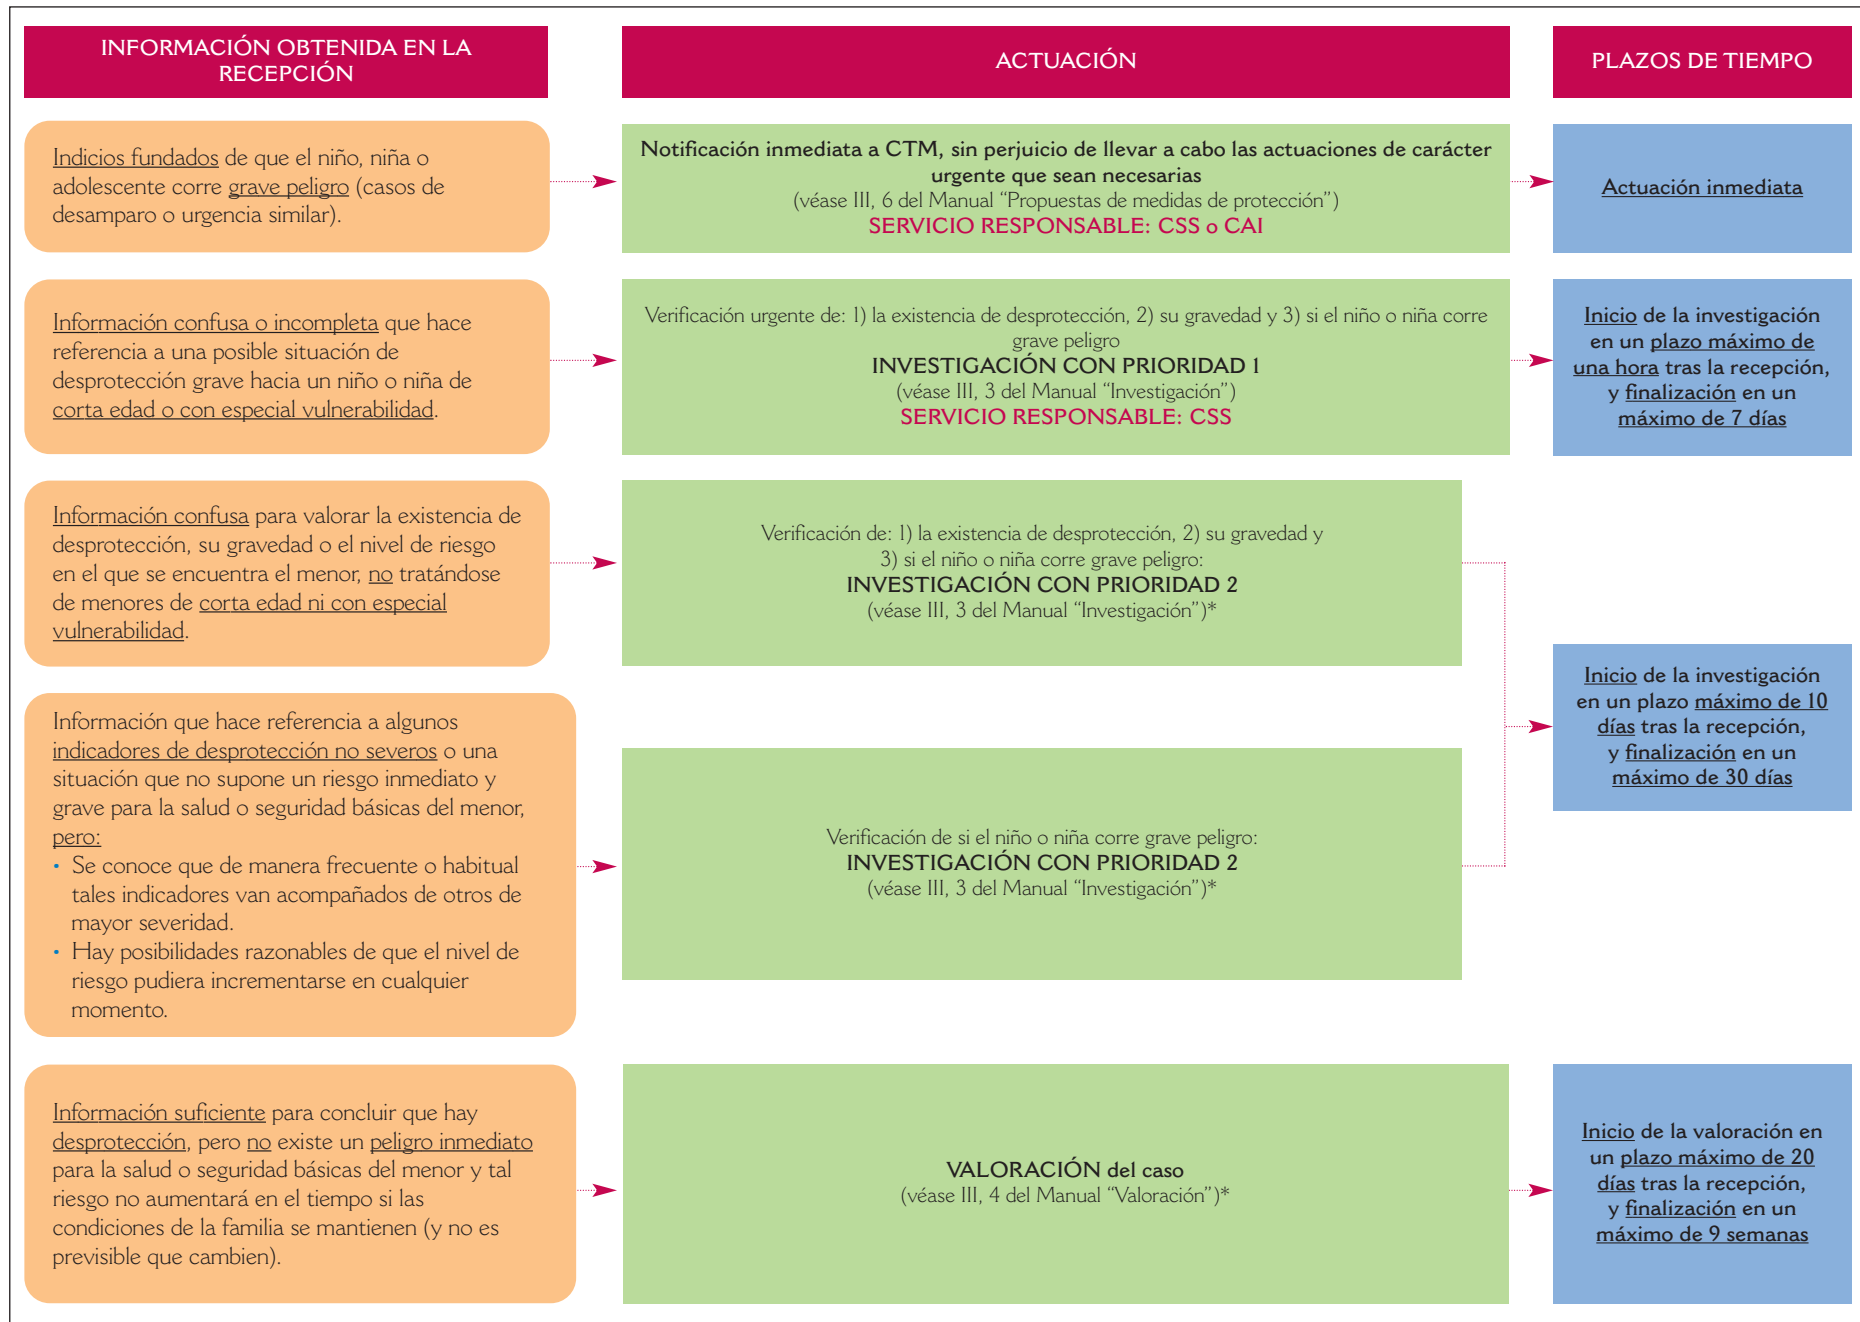 INFORMACIÓN OBTENIDA EN LA
RECEPCIÓN
ACTUACIÓN
PLAZOS DE TIEMPO
Indicios fundados de que el niño, niña o
adolescente corre grave peligro (casos de
desamparo o urgencia similar).
Notificación inmediata a CTM, sin perjuicio de llevar a cabo las actuaciones de carácter
urgente que sean necesarias
(véase III, 6 del Manual “Propuestas de medidas de protección”)
SERVICIO RESPONSABLE: CSS o CAI
Actuación inmediata
Información confusa o incompleta que hace
referencia a una posible situación de
desprotección grave hacia un niño o niña de
corta edad o con especial vulnerabilidad.
Verificación urgente de: 1) la existencia de desprotección, 2) su gravedad y 3) si el niño o niña corre
grave peligro
INVESTIGACIÓN CON PRIORIDAD 1
(véase III, 3 del Manual “Investigación”)
SERVICIO RESPONSABLE: CSS
Inicio de la investigación
en un plazo máximo de
una hora tras la recepción,
y finalización en un
máximo de 7 días
Información confusa para valorar la existencia de
desprotección, su gravedad o el nivel de riesgo
en el que se encuentra el menor, no tratándose
de menores de corta edad ni con especial
vulnerabilidad.
Verificación de: 1) la existencia de desprotección, 2) su gravedad y
3) si el niño o niña corre grave peligro:
INVESTIGACIÓN CON PRIORIDAD 2
(véase III, 3 del Manual “Investigación”)*
Información que hace referencia a algunos
indicadores de desprotección no severos o una
situación que no supone un riesgo inmediato y
grave para la salud o seguridad básicas del menor,
pero:
• Se conoce que de manera frecuente o habitual
tales indicadores van acompañados de otros de
mayor severidad.
• Hay posibilidades razonables de que el nivel de
riesgo pudiera incrementarse en cualquier
momento.
Verificación de si el niño o niña corre grave peligro:
INVESTIGACIÓN CON PRIORIDAD 2
(véase III, 3 del Manual “Investigación”)*
Inicio de la investigación
en un plazo máximo de 10
días tras la recepción,
y finalización en un
máximo de 30 días
Información suficiente para concluir que hay
desprotección, pero no existe un peligro inmediato
para la salud o seguridad básicas del menor y tal
riesgo no aumentará en el tiempo si las
condiciones de la familia se mantienen (y no es
previsible que cambien).
VALORACIÓN del caso
(véase III, 4 del Manual “Valoración”)*
Inicio de la valoración en
un plazo máximo de 20
días tras la recepción,
y finalización en un
máximo de 9 semanas